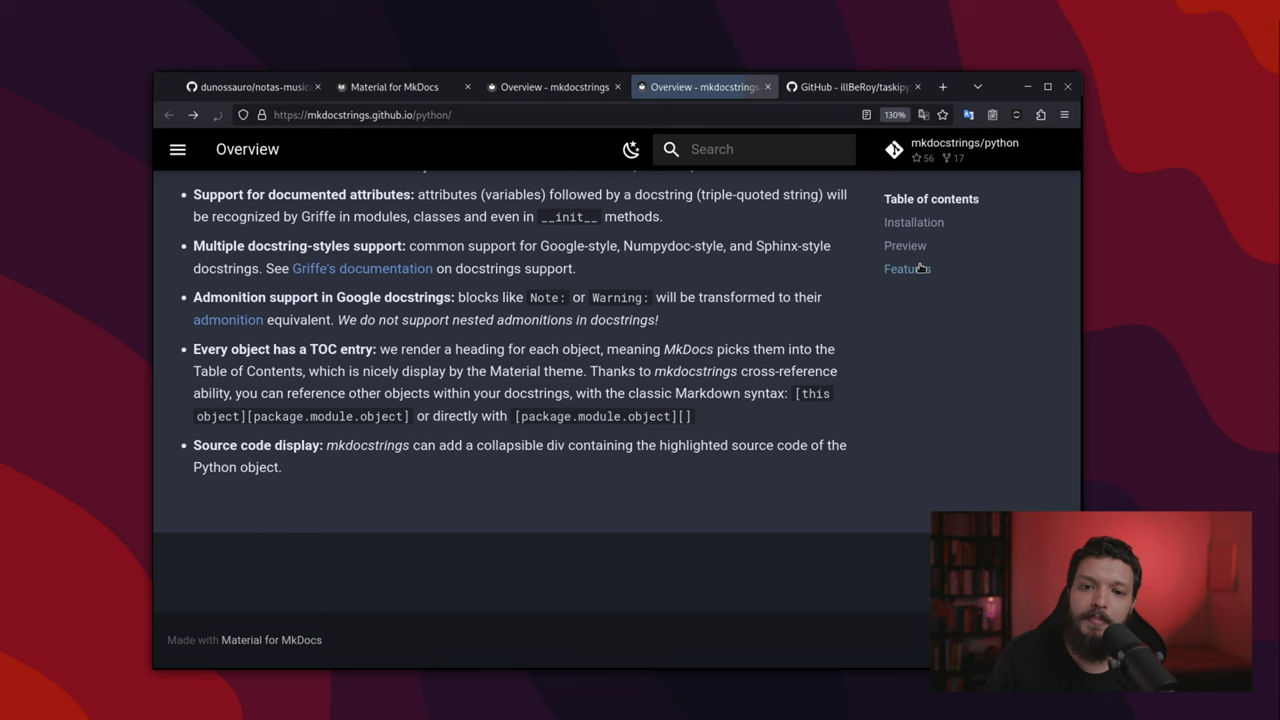 dunossauro/notas-music
Material for MkDocs
Overview - mkdocstrings
Overview - mkdocstrings
GitHub - illBeRoy/taskipy
https://mkdocstrings.github.io/python/
130%
Overview
Search
mkdocstrings/python
56 17
Support for documented attributes: attributes (variables) followed by a docstring (triple-quoted string) will
be recognized by Griffe in modules, classes and even in __init__ methods.
Multiple docstring-styles support: common support for Google-style, Numpydoc-style, and Sphinx-style
docstrings. See Griffe's documentation on docstrings support.
Admonition support in Google docstrings: blocks like Note: or Warning: will be transformed to their
admonition equivalent. We do not support nested admonitions in docstrings!
Every object has a TOC entry: we render a heading for each object, meaning MkDocs picks them into the
Table of Contents, which is nicely display by the Material theme. Thanks to mkdocstrings cross-reference
ability, you can reference other objects within your docstrings, with the classic Markdown syntax: [this
object][package.module.object] or directly with [package.module.object][]
Source code display: mkdocstrings can add a collapsible div containing the highlighted source code of the
Python object.
Table of contents
Installation
Preview
Features
Made with Material for MkDocs